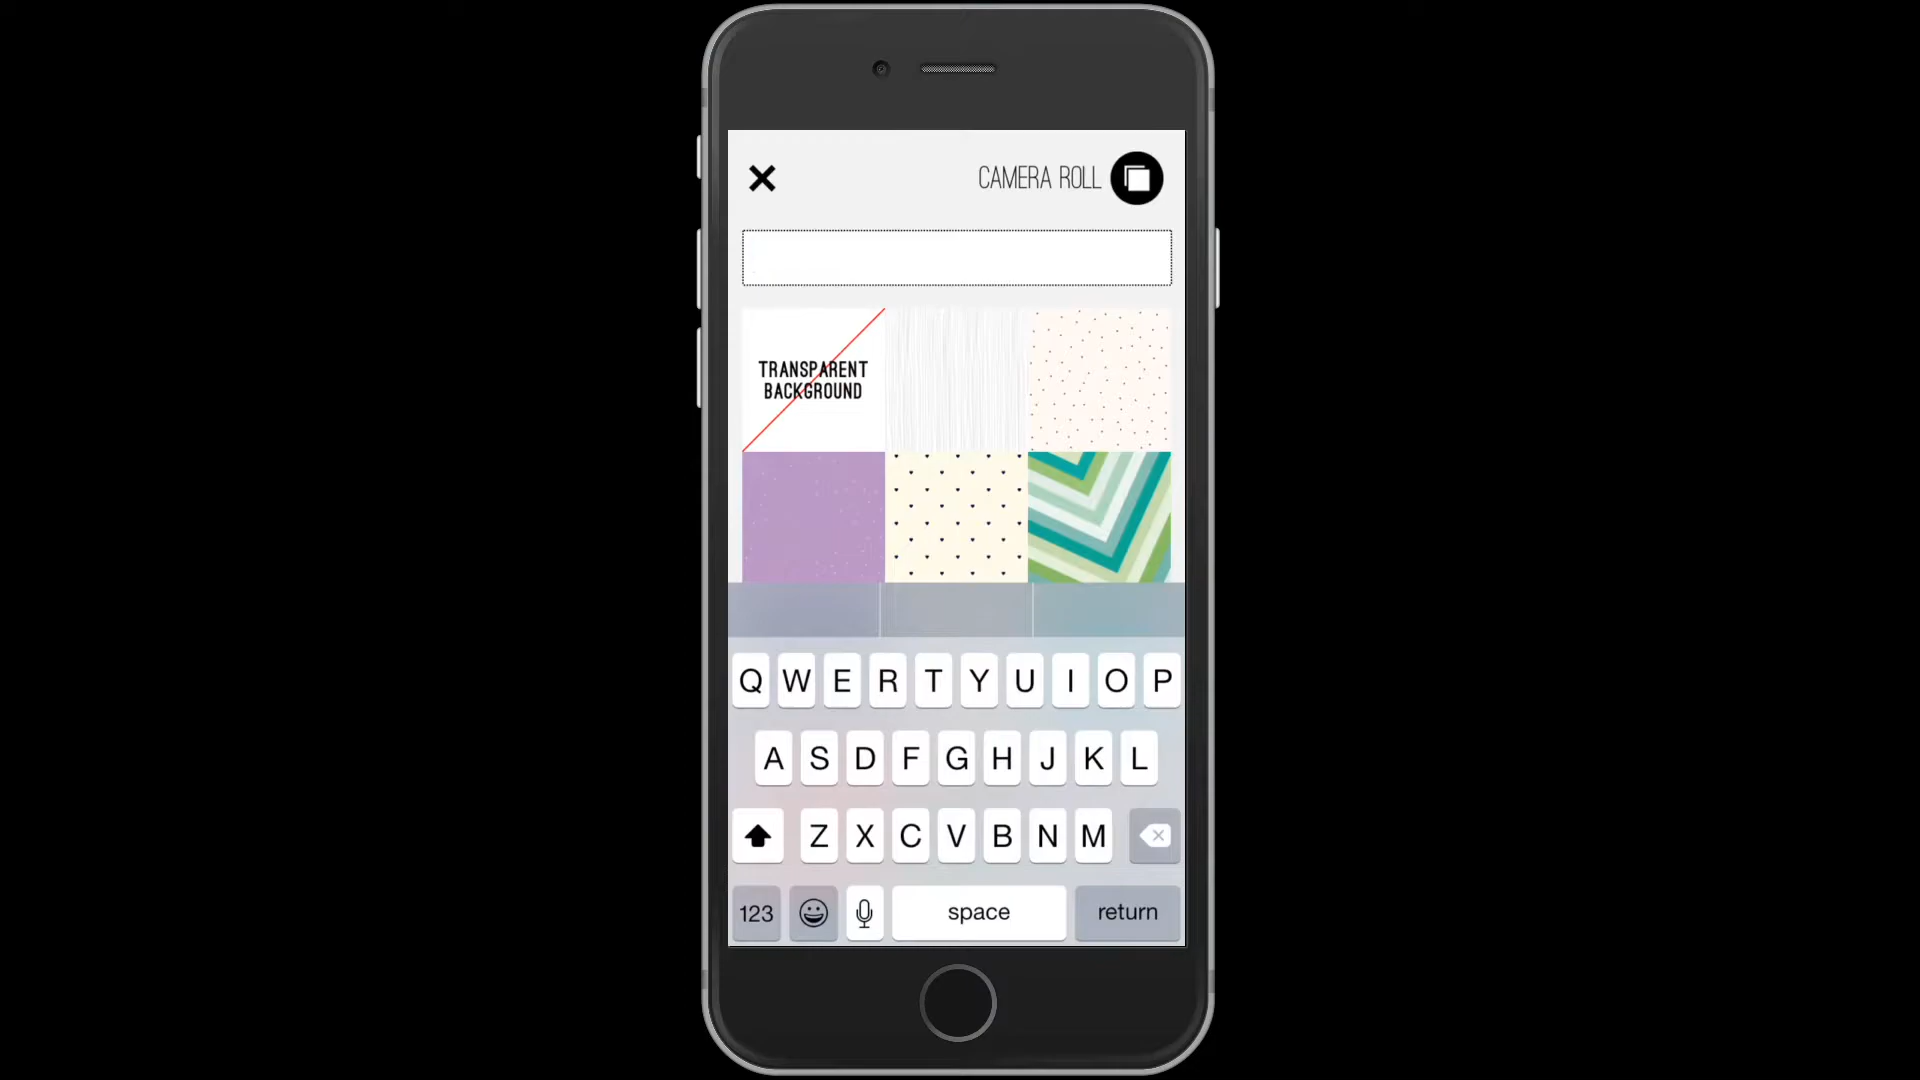 CAMERA ROLL
TRANSPARENT
BACKGROUND
Q W E R T Y U I O P
A S D F G H J K L
Z X C V B N M
123 space return